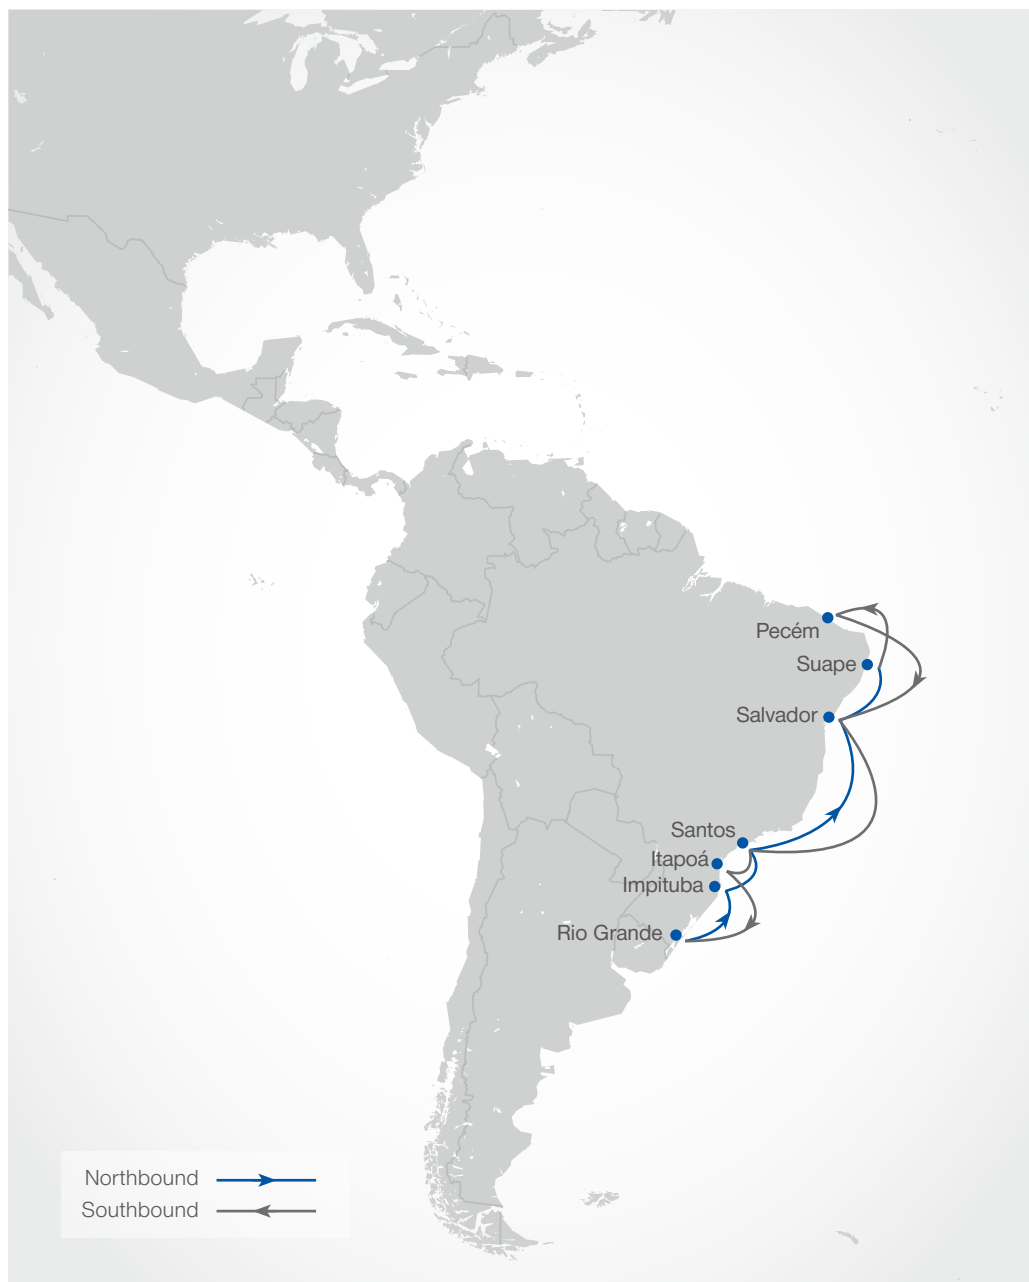 Pecém
Suape
Salvador
Santos
Itapoá
Impituba
Rio Grande
Northbound
Southbound